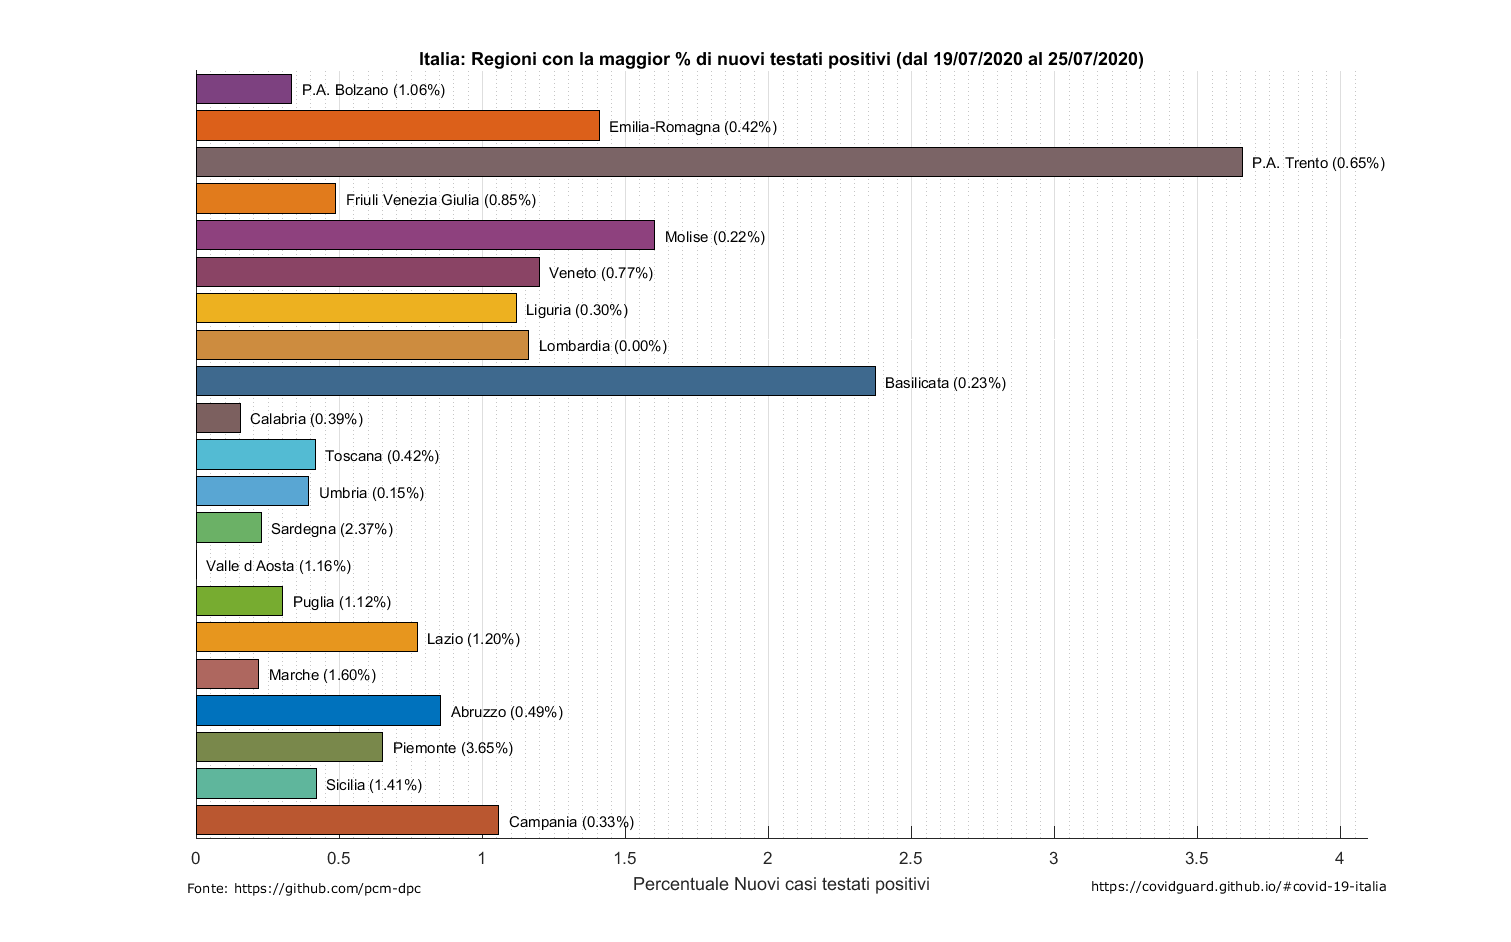 Italia: Regioni con la maggior % di nuovi testati positivi (dal 19/07/2020 al 25/07/2020)
P.A. Bolzano (1.06%)
Emilia-Romagna (0.42%)
P.A. Trento (0.65%)
Friuli Venezia Giulia (0.85%)
Molise (0.22%)
Veneto (0.77%)
Liguria (0.30%)
Lombardia (0.00%)
Basilicata (0.23%)
Calabria (0.39%)
Toscana (0.42%)
Umbria (0.15%)
Sardegna (2.37%)
Valle d Aosta (1.16%)
Puglia (1.12%)
Lazio (1.20%)
Marche (1.60%)
Abruzzo (0.49%)
Piemonte (3.65%)
Sicilia (1.41%)
Campania (0.33%)
0 0.5 1 1.5 2 2.5 3 3.5 4
Percentuale Nuovi casi testati positivi
Fonte: https://github.com/pcm-dpc
https://covidguard.github.io/#covid-19-italia